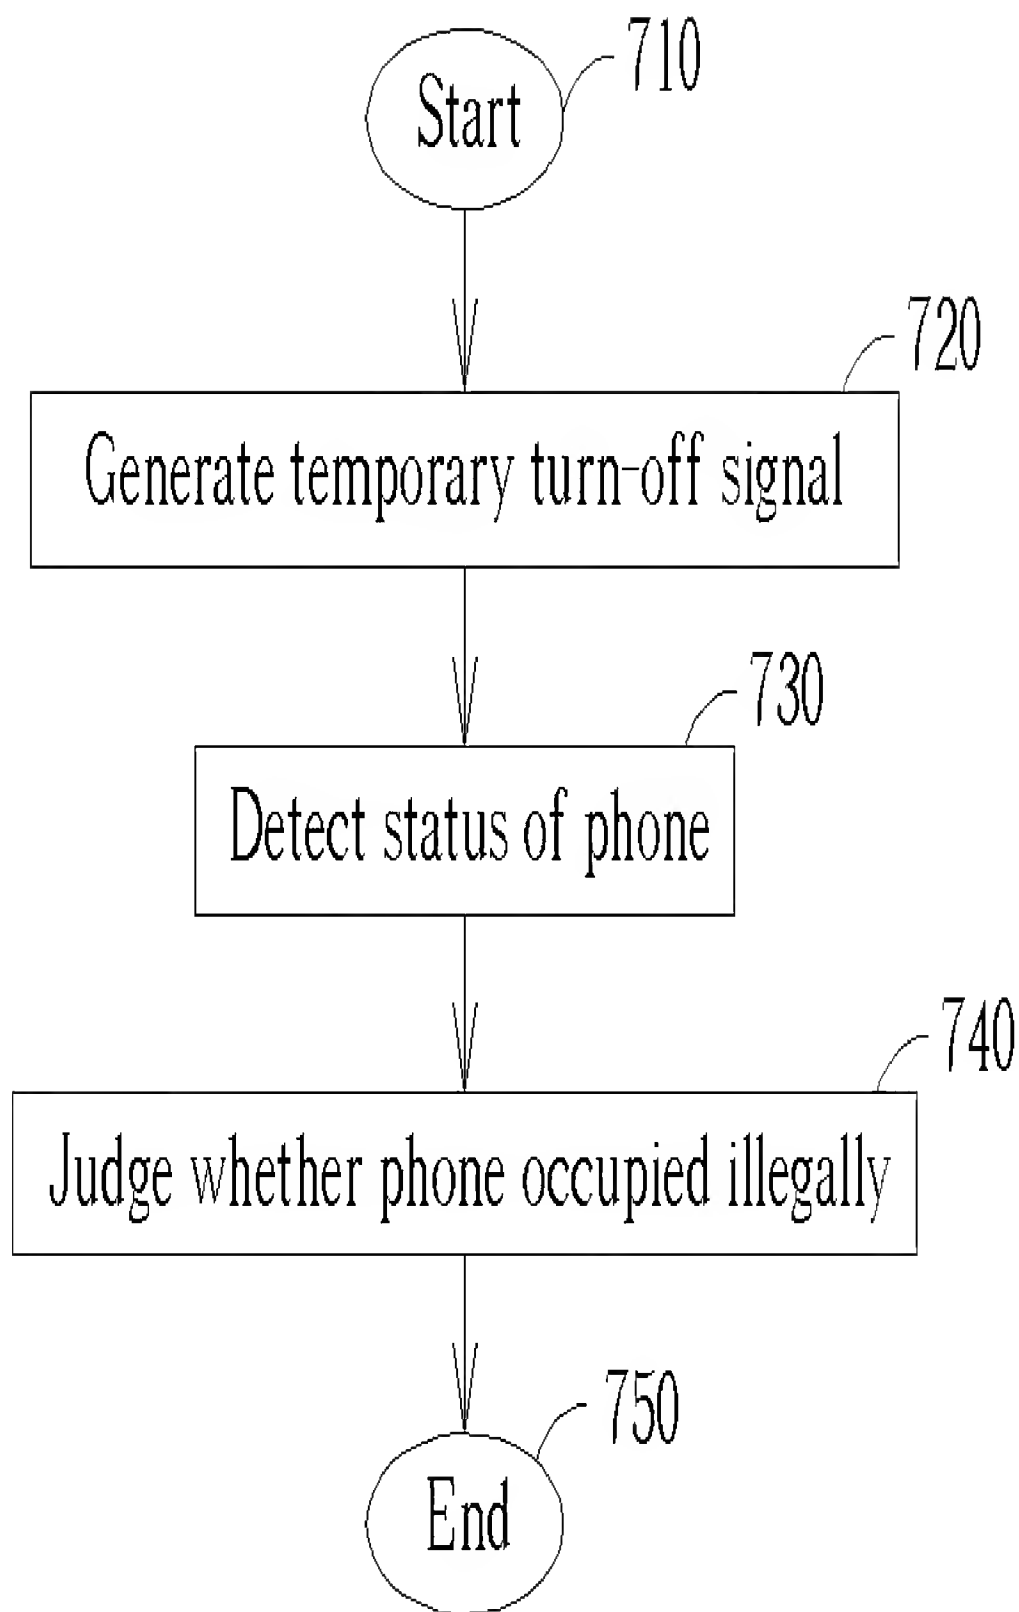 710
Start
720
Generate temporary turn-off signal
730
Detect status of phone
740
Judge whether phone occupied illegally
750
End